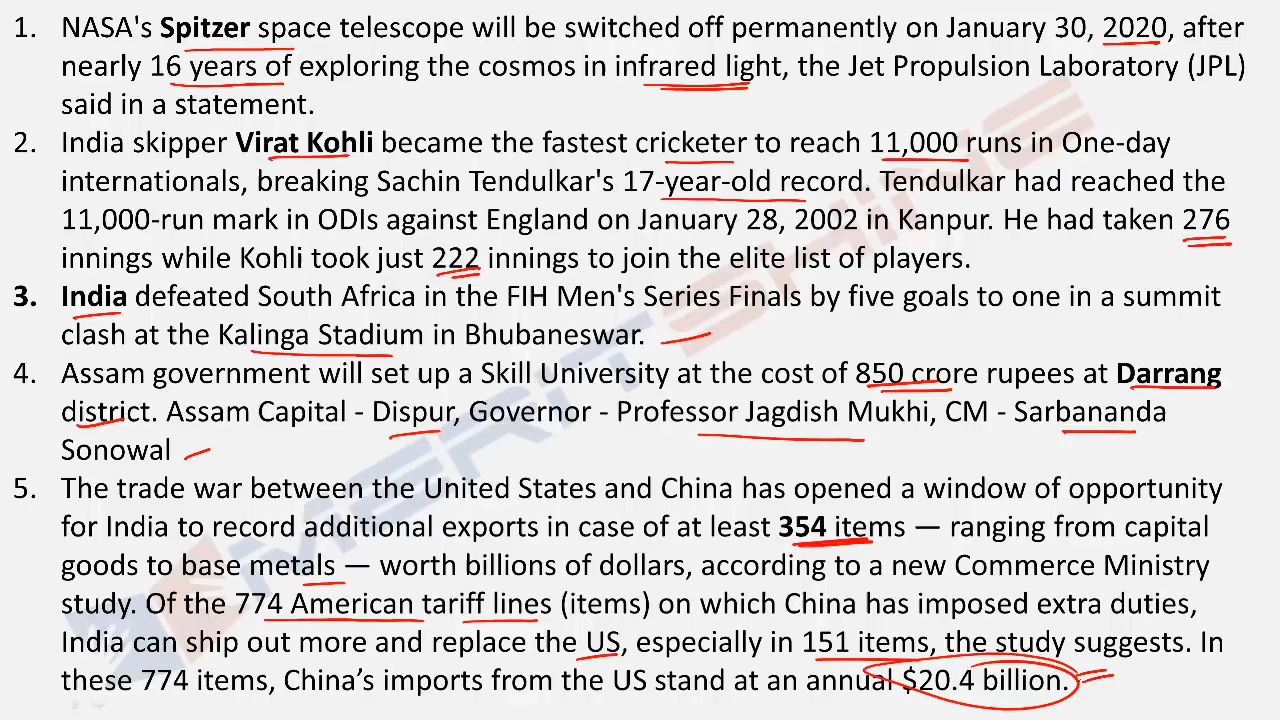 1. NASA's Spitzer space telescope will be switched off permanently on January 30, 2020, after
nearly 16 years of exploring the cosmos in infrared light, the Jet Propulsion Laboratory (JPL)
said in a statement.
2. India skipper Virat Kohli became the fastest cricketer to reach 11,000 runs in One-day
internationals, breaking Sachin Tendulkar's 17-year-old record. Tendulkar had reached the
11,000-run mark in ODIs against England on January 28, 2002 in Kanpur. He had taken 276
innings while Kohli took just 222 innings to join the elite list of players.
3. India defeated South Africa in the FIH Men's Series Finals by five goals to one in a summit
clash at the Kalinga Stadium in Bhubaneswar.
4. Assam government will set up a Skill University at the cost of 850 crore rupees at Darrang
district. Assam Capital - Dispur, Governor - Professor Jagdish Mukhi, CM - Sarbananda
Sonowal
5. The trade war between the United States and China has opened a window of opportunity
for India to record additional exports in case of at least 354 items — ranging from capital
goods to base metals — worth billions of dollars, according to a new Commerce Ministry
study. Of the 774 American tariff lines (items) on which China has imposed extra duties,
India can ship out more and replace the US, especially in 151 items, the study suggests. In
these 774 items, China’s imports from the US stand at an annual $20.4 billion.
MERiT SHiNE